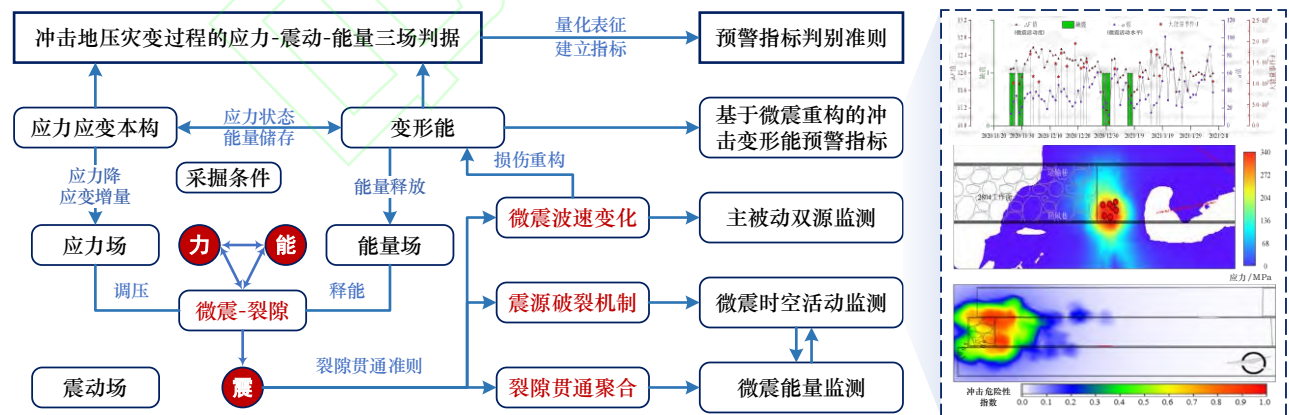 冲击地压灾变过程的应力-震动-能量三场判据
量化表征
建立指标
预警指标判别准则
应力应变本构
应力状态
能量储存
变形能
基于微震重构的冲
击变形能预警指标
应力降
应变增量
采掘条件
能量释放
损伤重构
微震波速变化
主被动双源监测
应力场
力
能
能量场
调压
微震-裂隙
释能
震源破裂机制
微震时空活动监测
震动场
震
裂隙贯通准则
裂隙贯通聚合
微震能量监测
340
272
204
136
68
0
应力/MPa
冲击危险性
指数
0.0 0.1 0.2 0.3 0.4 0.5 0.6 0.7 0.8 0.9 1.0